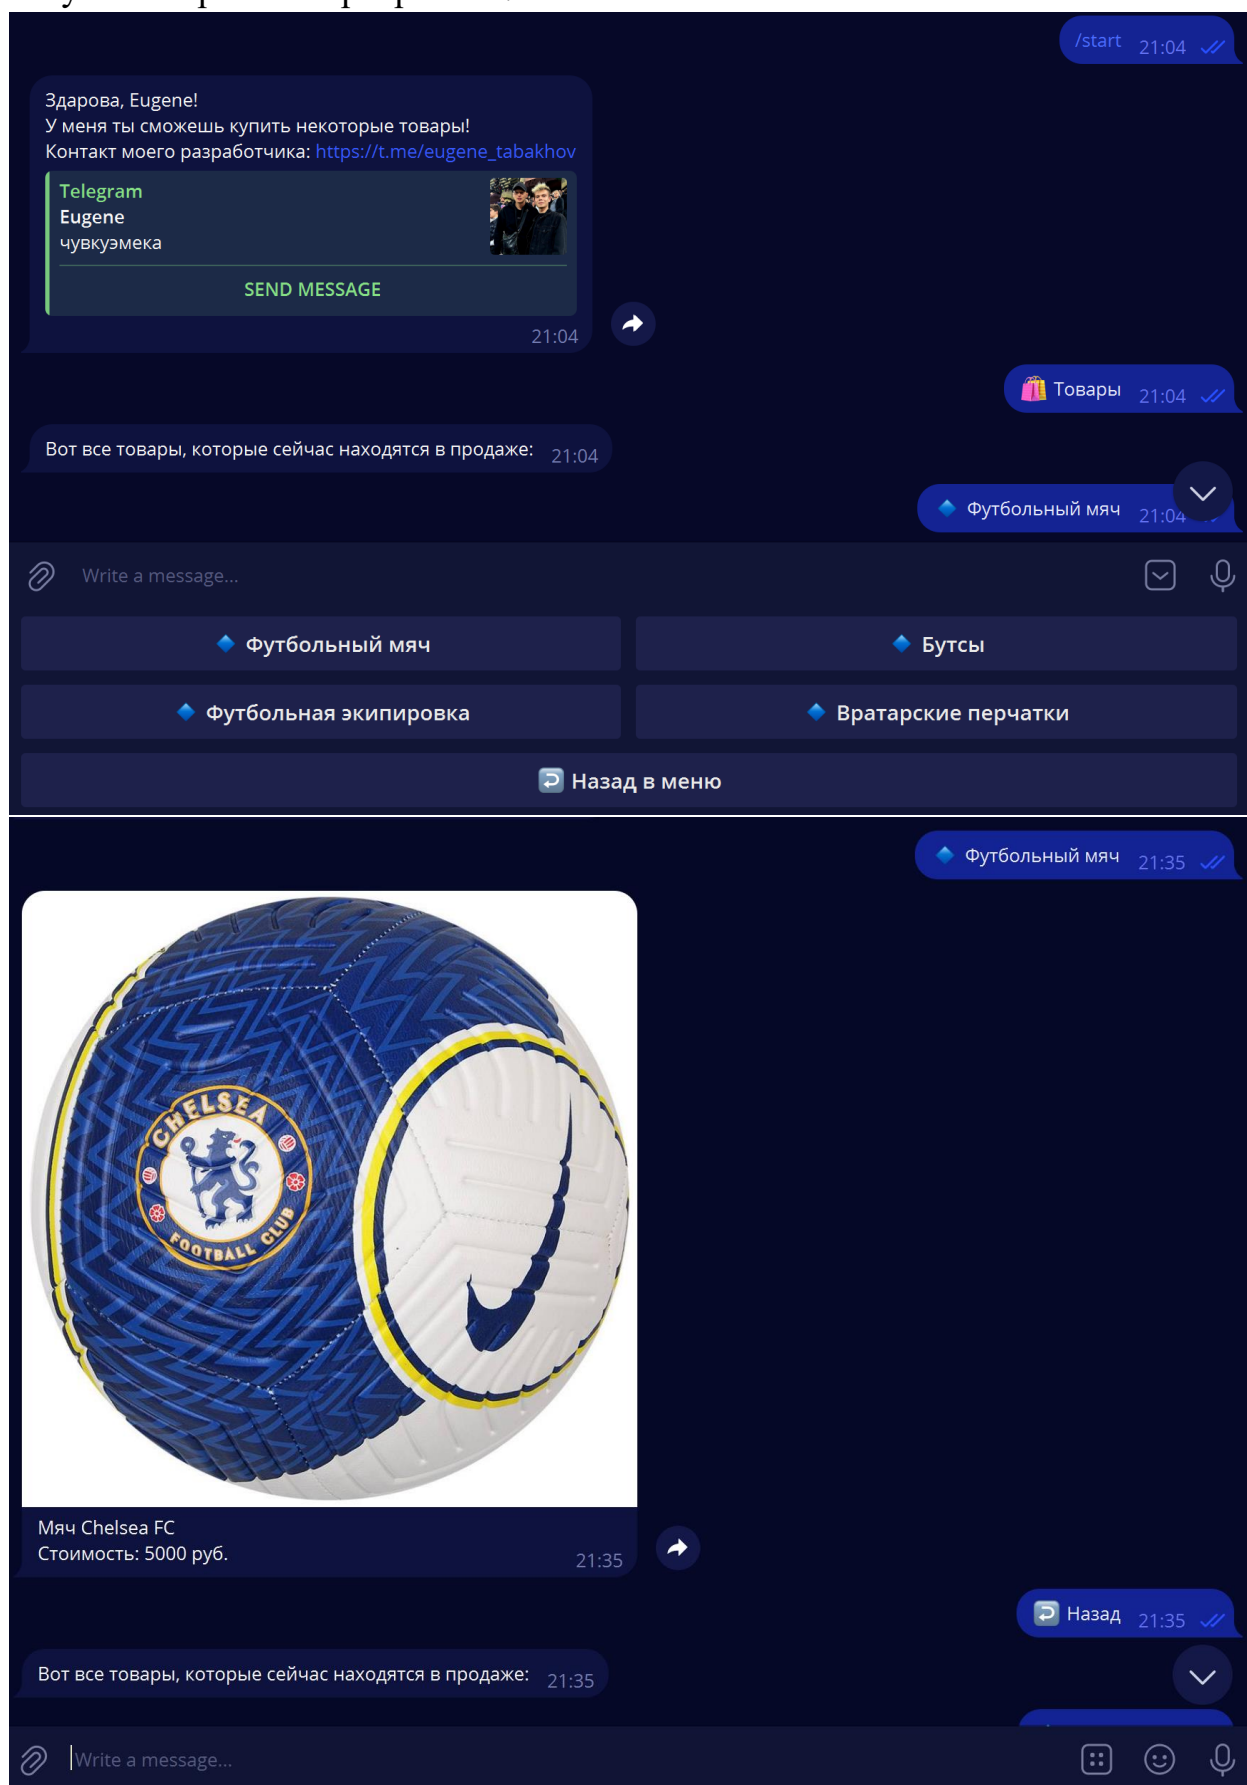 /start 21:04
Здарова, Eugene!
У меня ты сможешь купить некоторые товары!
Контакт моего разработчика: https://t.me/eugene_tabakhov
Telegram
Eugene
чувкуэмека
SEND MESSAGE
21:04
Товары 21:04
Вот все товары, которые сейчас находятся в продаже: 21:04
Футбольный мяч 21:04
Write a message...
Футбольный мяч
Бутсы
Футбольная экипировка
Вратарские перчатки
Назад в меню
Футбольный мяч 21:35
CHELSEA
FOOTBALL CLUB
Мяч Chelsea FC
Стоимость: 5000 руб.
21:35
Назад 21:35
Вот все товары, которые сейчас находятся в продаже: 21:35
Write a message...